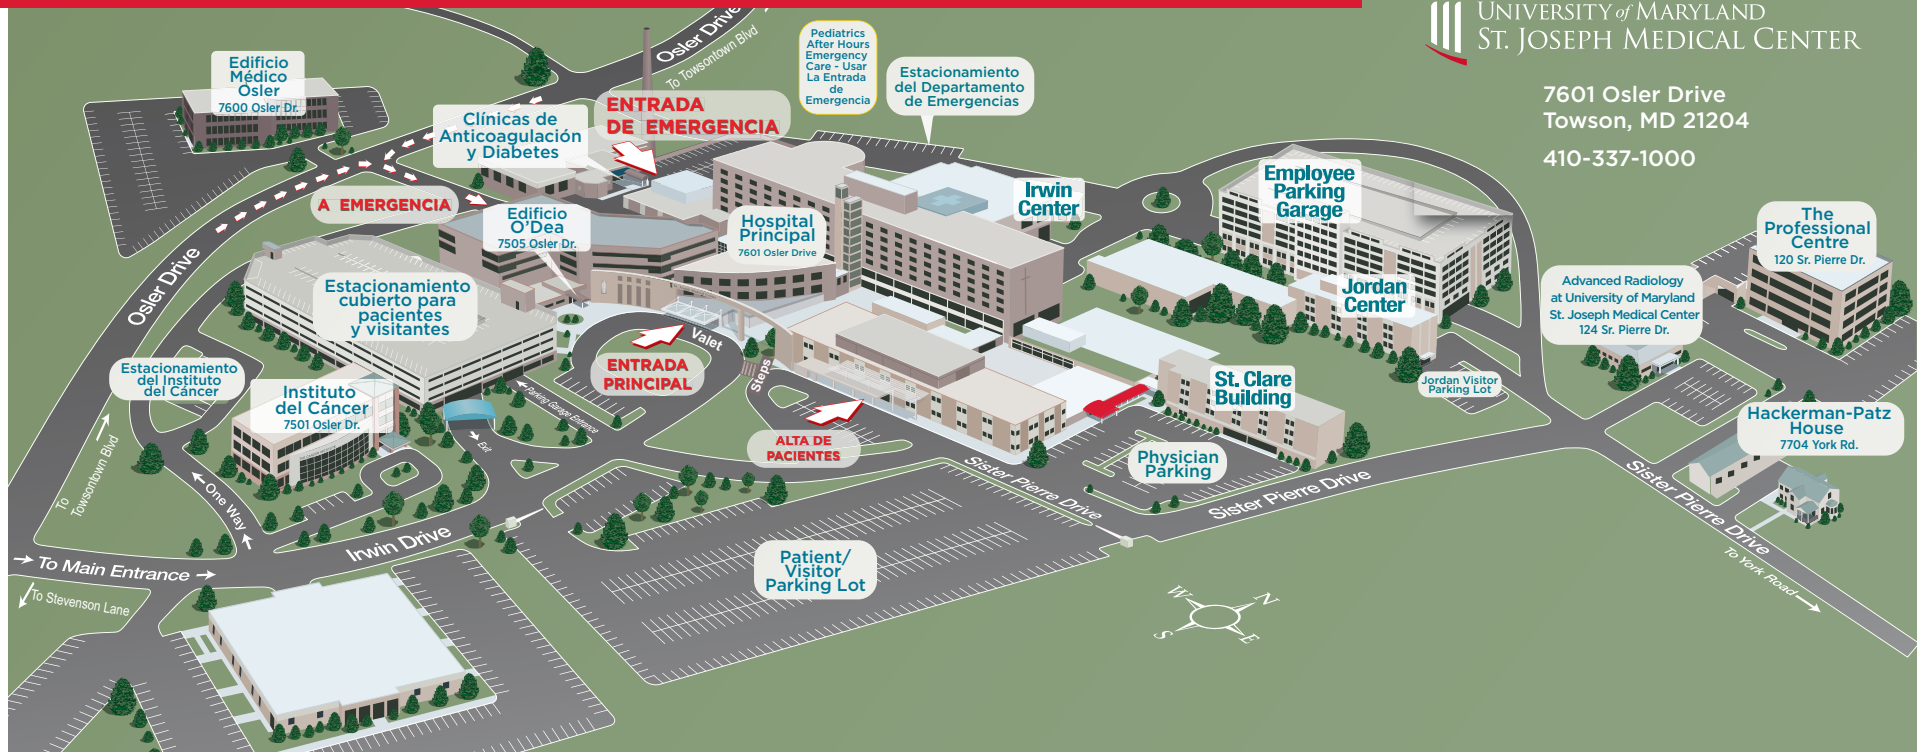 UNIVERSITY of MARYLAND
ST. JOSEPH MEDICAL CENTER
7601 Osler Drive
Towson, MD 21204
410-337-1000
Edificio
Médico
Osler
7600 Osler Dr.
Osler Drive
To Towsontown Blvd
Pediatrics
After Hours
Emergency
Care - Usar
La Entrada
de
Emergencia
Estacionamiento
del Departamento
de Emergencias
ENTRADA
DE EMERGENCIA
Clínicas de
Anticoagulación
y Diabetes
A EMERGENCIA
Edificio
O'Dea
7505 Osler Dr.
Hospital
Principal
7601 Osler Drive
Irwin
Center
Employee
Parking
Garage
Jordan
Center
The
Professional
Centre
120 Sr. Pierre Dr.
Advanced Radiology
at University of Maryland
St. Joseph Medical Center
124 Sr. Pierre Dr.
Osler Drive
Estacionamiento
cubierto para
pacientes
y visitantes
Valet
Steps
ENTRADA
PRINCIPAL
Estacionamiento
del Instituto
del Cáncer
Instituto
del Cáncer
7501 Osler Dr.
Parking Garage Entrance
Exit
St. Clare
Building
Jordan Visitor
Parking Lot
Hackerman-Patz
House
7704 York Rd.
ALTA DE
PACIENTES
Physician
Parking
To
Towsontown Blvd
One Way
Irwin Drive
Sister Pierre Drive
Sister Pierre Drive
Sister Pierre Drive
To York Road
To Main Entrance
To Stevenson Lane
Patient/
Visitor
Parking Lot
W
N
S
E